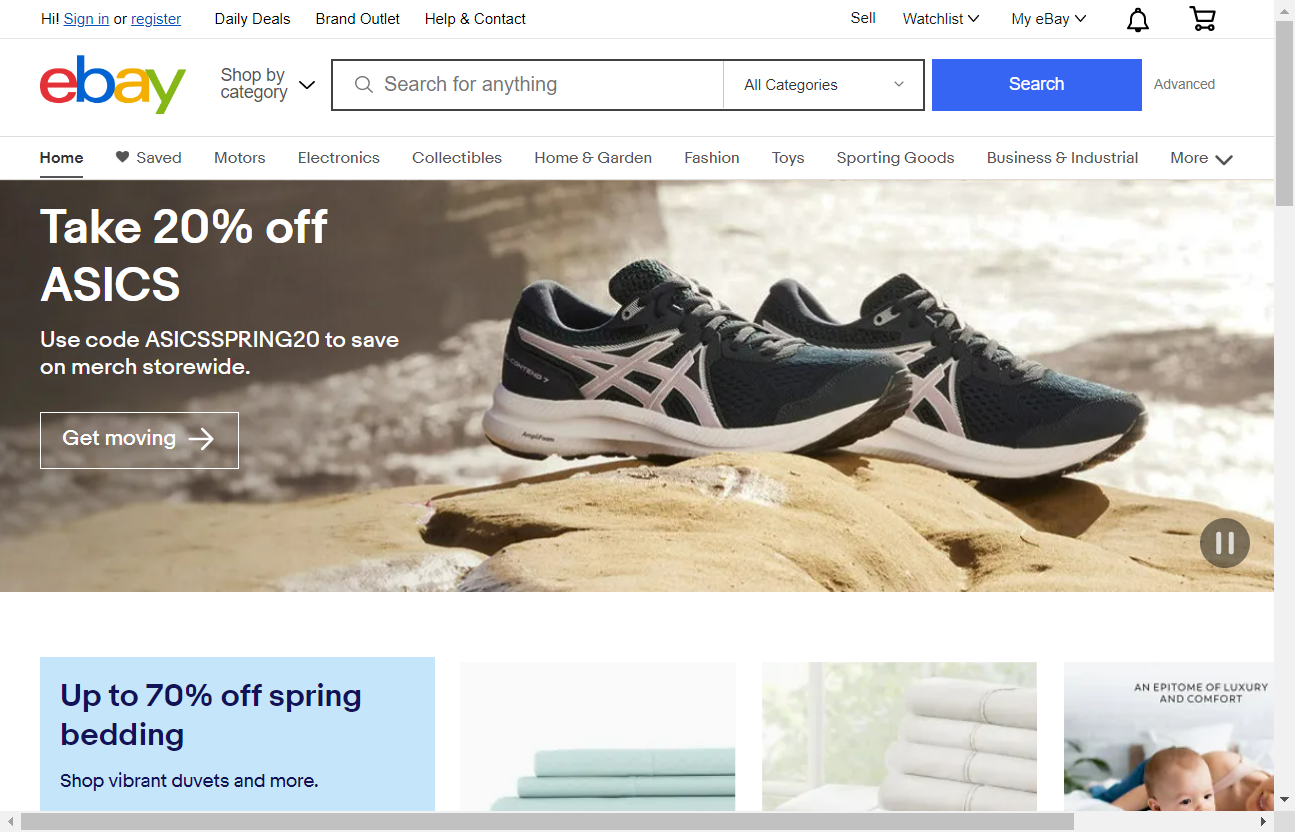 Hi! Sign in or register
Daily Deals
Brand Outlet
Help & Contact
Sell
Watchlist
My eBay
ebay
Shop by
category
Search for anything
All Categories
Search
Advanced
Home
Saved
Motors
Electronics
Collectibles
Home & Garden
Fashion
Toys
Sporting Goods
Business & Industrial
More
Take 20% off
ASICS
Use code ASICSSPRING20 to save
on merch storewide.
Get moving
AmpliFoam
Up to 70% off spring
bedding
Shop vibrant duvets and more.
AN EPITOME OF LUXURY
AND COMFORT